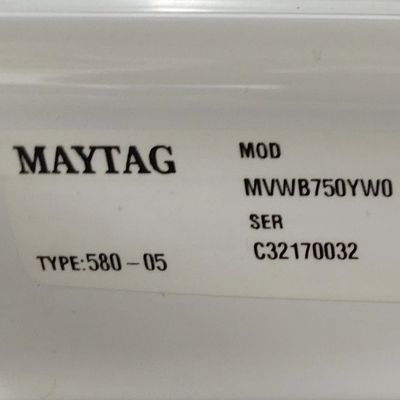 MAYTAG
MOD
MVWB750YW0
SER
C32170032
TYPE:580-05